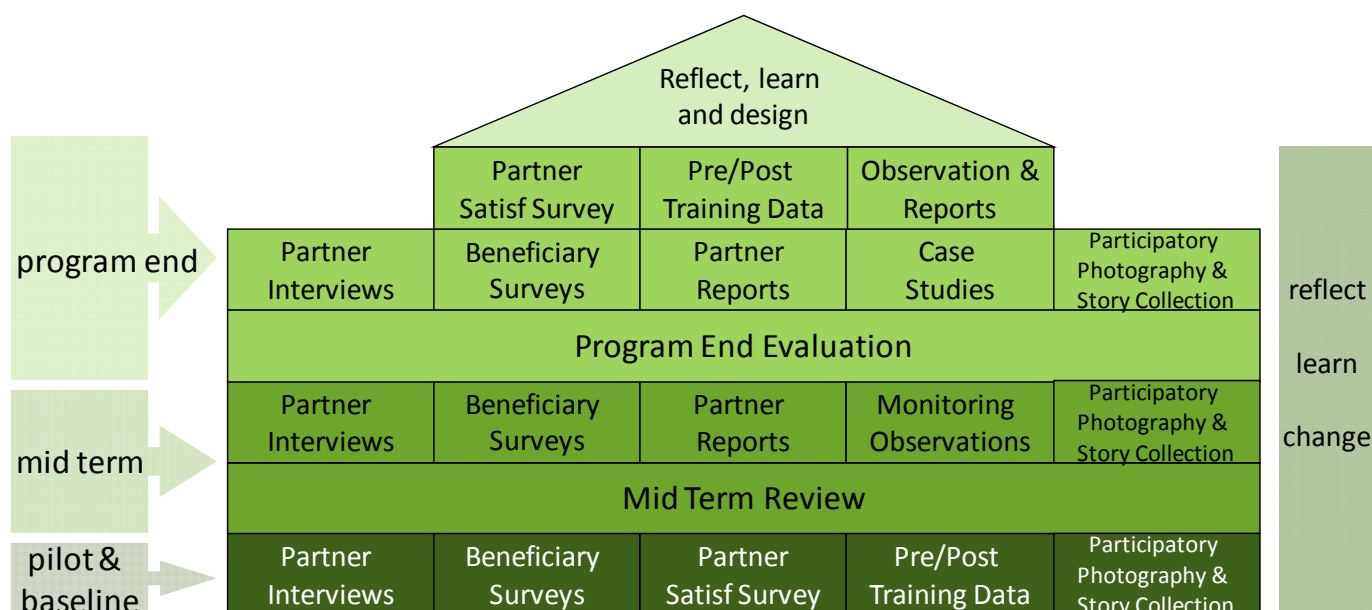 Reflect, learn
and design
Partner
Satisf Survey
Pre/Post
Training Data
Observation &
Reports
program end
Partner
Interviews
Beneficiary
Surveys
Partner
Reports
Case
Studies
Participatory
Photography &
Story Collection
Program End Evaluation
mid term
Partner
Interviews
Beneficiary
Surveys
Partner
Reports
Monitoring
Observations
Participatory
Photography &
Story Collection
Mid Term Review
pilot &
baseline
Partner
Interviews
Beneficiary
Surveys
Partner
Satisf Survey
Pre/Post
Training Data
Participatory
Photography &
Story Collection
reflect
learn
change